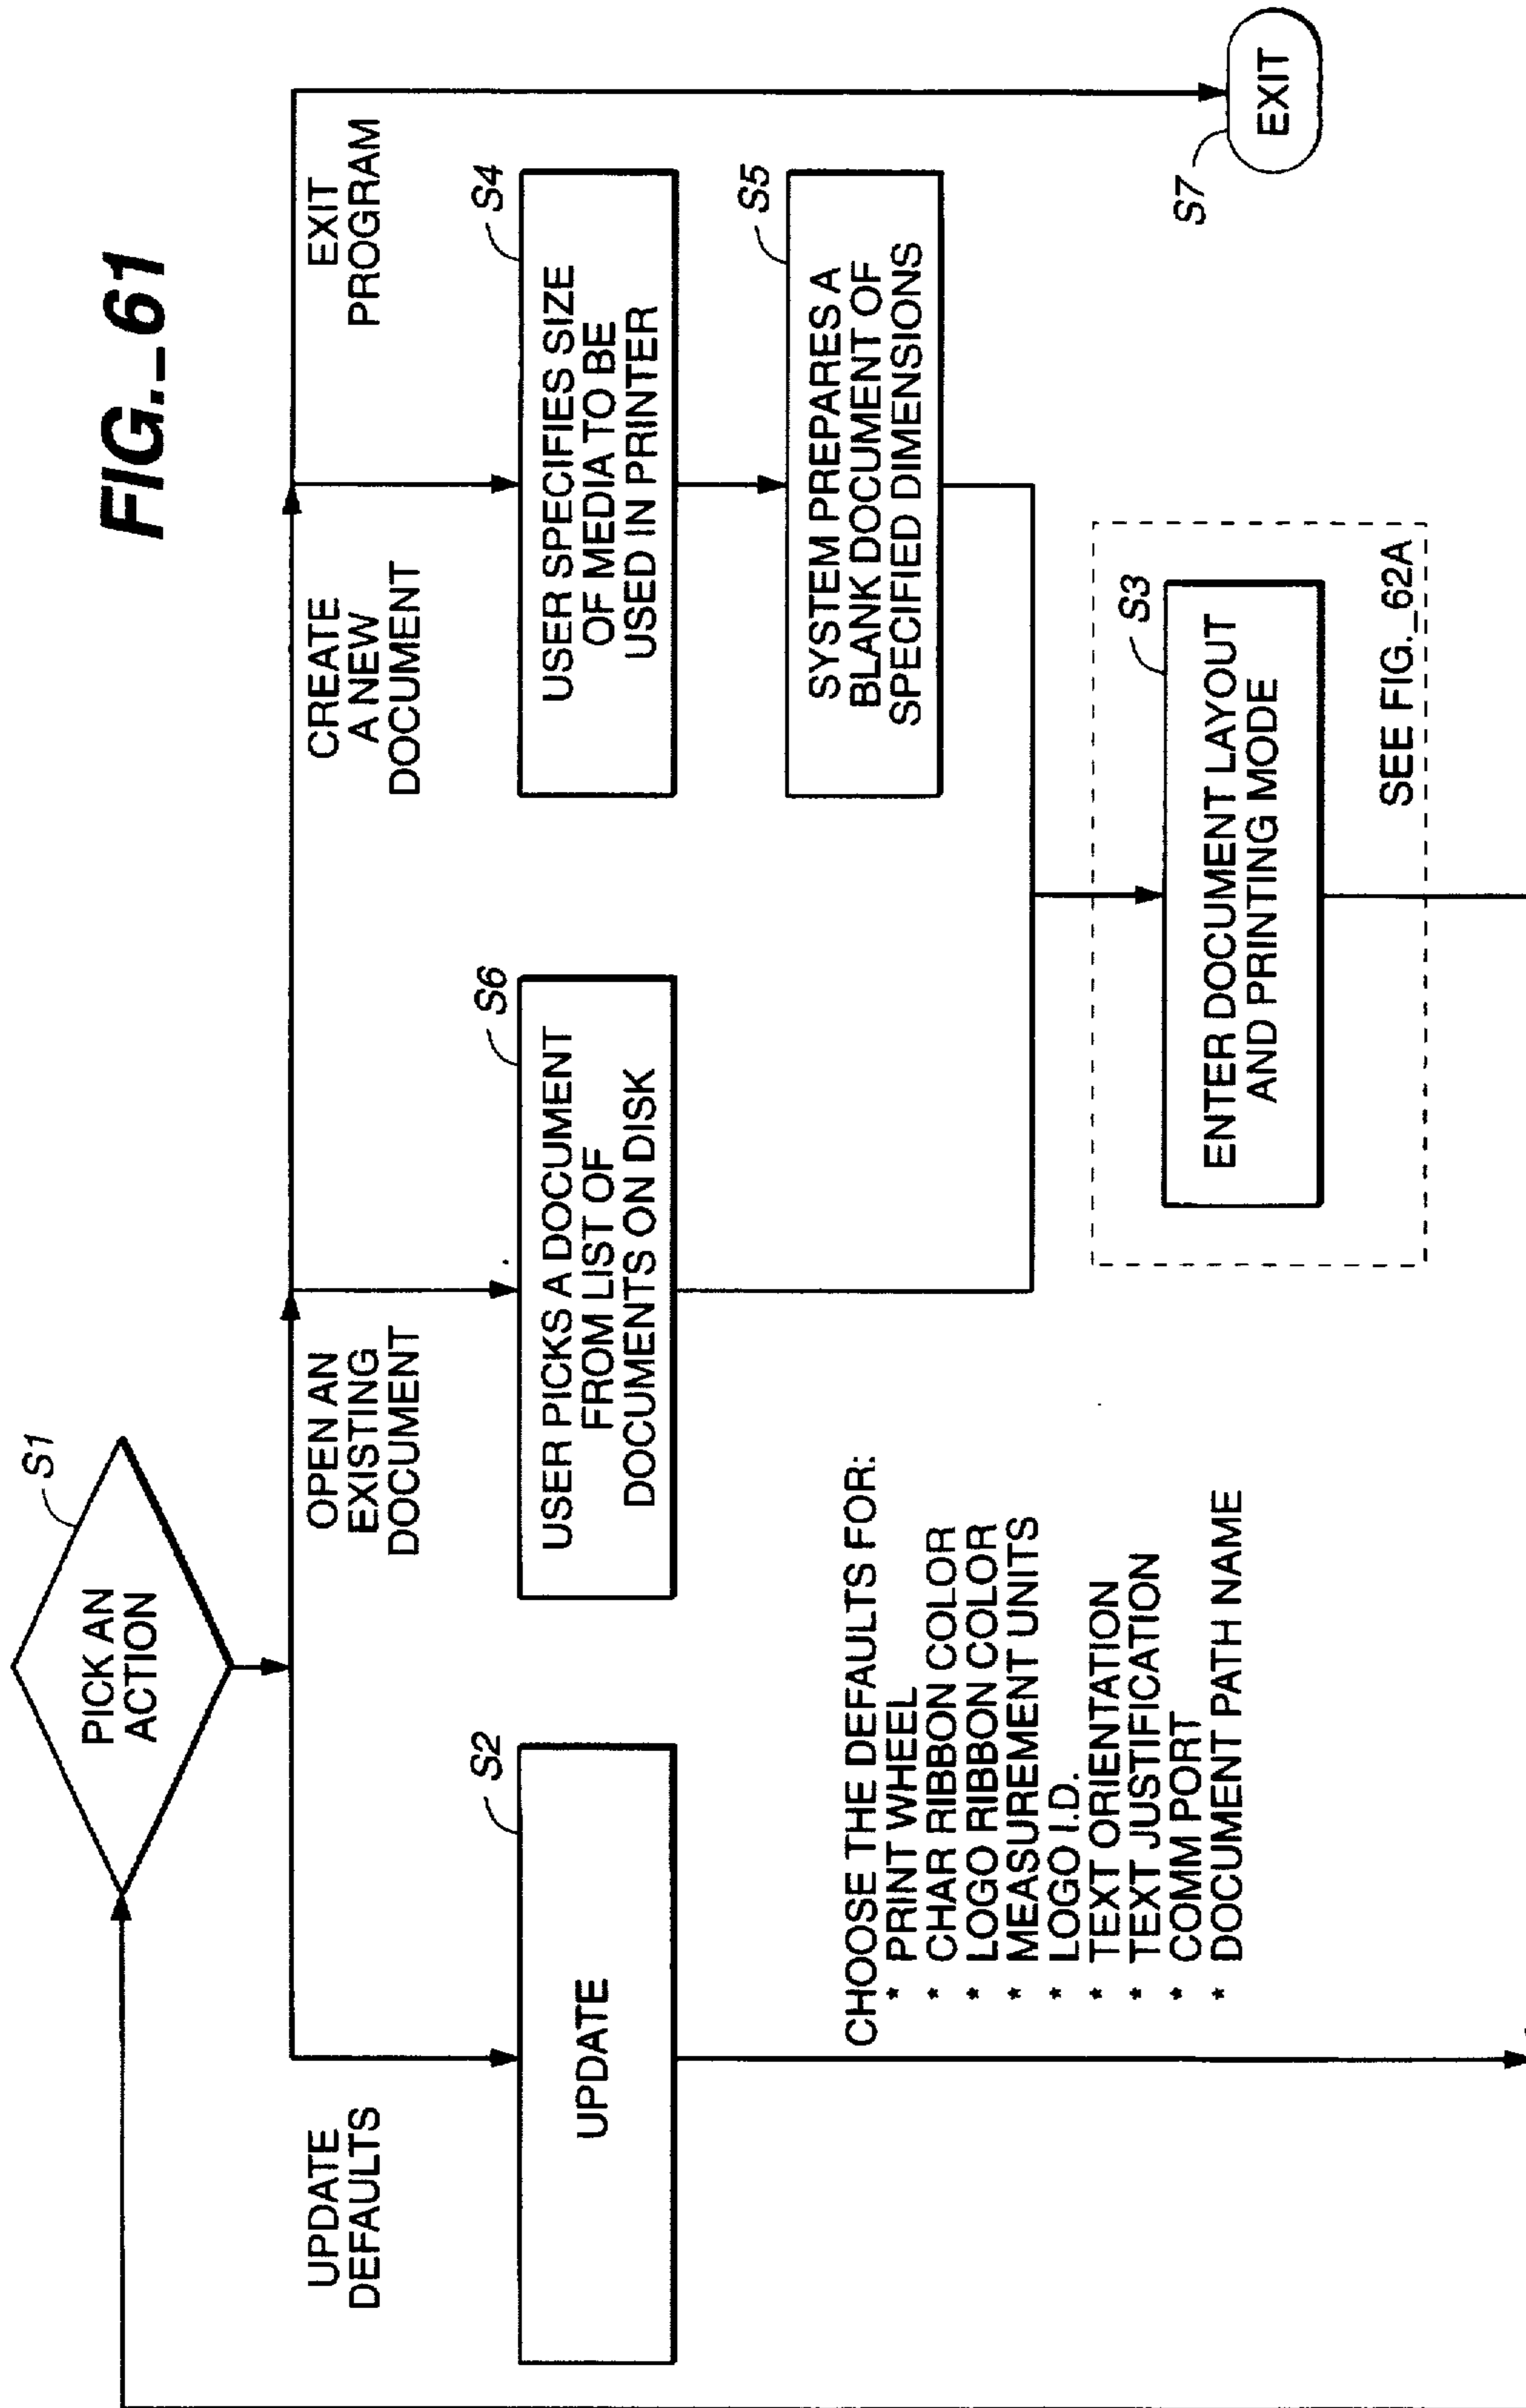 FIG._61
S1
PICK AN
ACTION
UPDATE
DEFAULTS
OPEN AN
EXISTING
DOCUMENT
CREATE
A NEW
DOCUMENT
EXIT
PROGRAM
S2
UPDATE
S6
USER PICKS A DOCUMENT
FROM LIST OF
DOCUMENTS ON DISK
S4
USER SPECIFIES SIZE
OF MEDIA TO BE
USED IN PRINTER
S5
SYSTEM PREPARES A
BLANK DOCUMENT OF
SPECIFIED DIMENSIONS
CHOOSE THE DEFAULTS FOR:
* PRINT WHEEL
* CHAR RIBBON COLOR
* LOGO RIBBON COLOR
* MEASUREMENT UNITS
* LOGO I.D.
* TEXT ORIENTATION
* TEXT JUSTIFICATION
* COMM PORT
* DOCUMENT PATH NAME
S3
ENTER DOCUMENT LAYOUT
AND PRINTING MODE
SEE FIG._62A
S7
EXIT